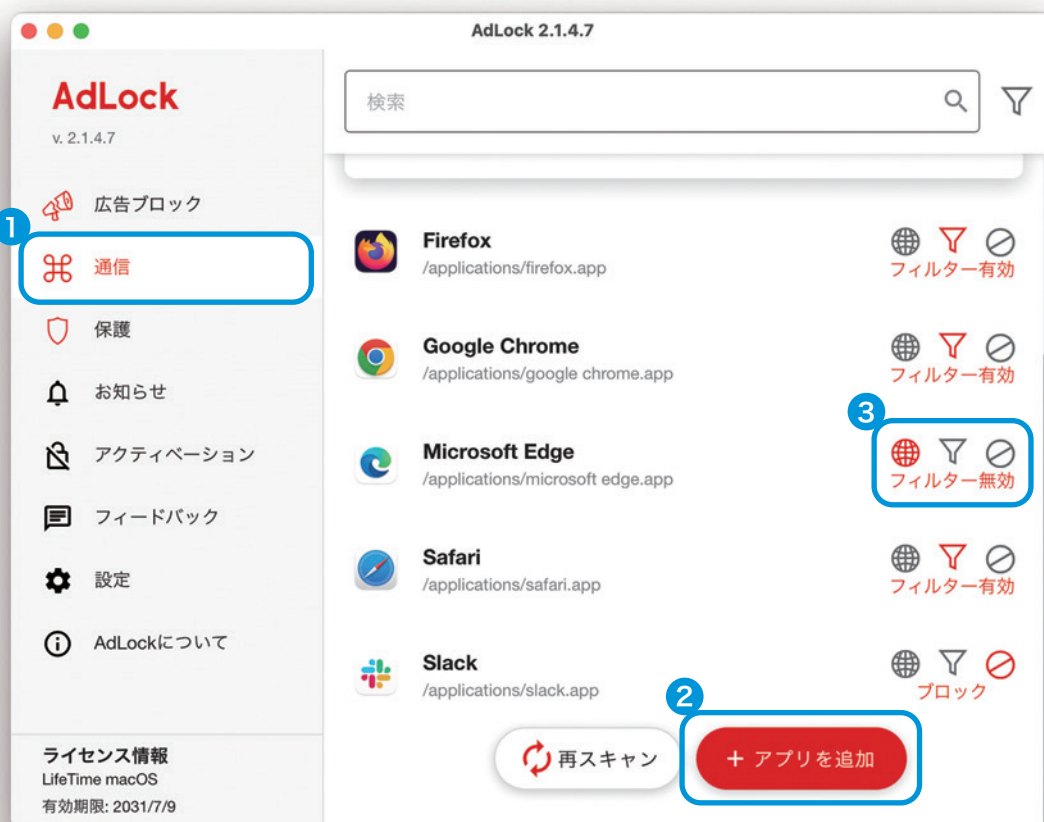 AdLock 2.1.4.7
AdLock
v. 2.1.4.7
検索
広告ブロック
1
通信
保護
お知らせ
アクティベーション
フィードバック
設定
AdLockについて
ライセンス情報
LifeTime macOS
有効期限: 2031/7/9
Firefox
/applications/firefox.app
フィルター有効
Google Chrome
/applications/google chrome.app
フィルター有効
3
Microsoft Edge
/applications/microsoft edge.app
フィルター無効
Safari
/applications/safari.app
フィルター有効
Slack
/applications/slack.app
ブロック
2
再スキャン
+ アプリを追加